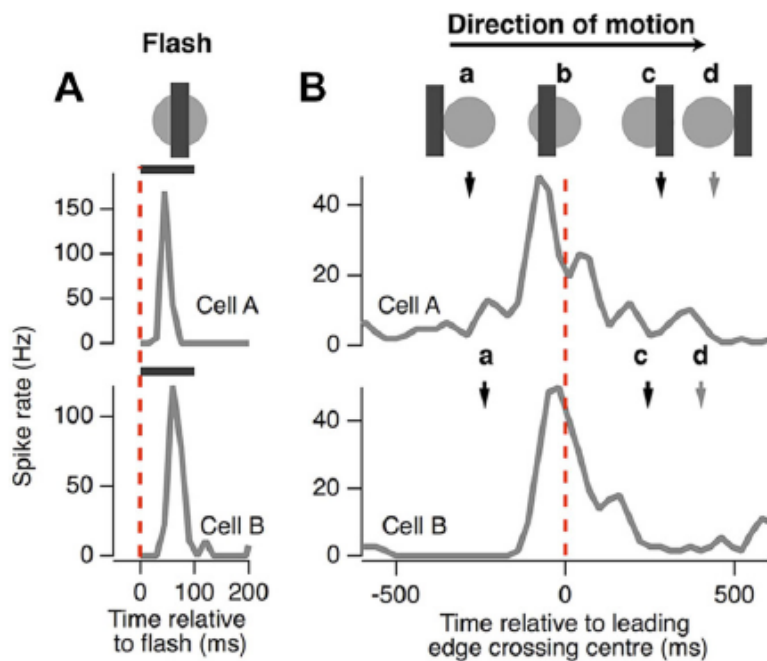 Direction of motion
Flash
A
B
a
b
c
d
150
100
50
0
Cell A
40
20
0
Cell A
a
c
d
Spike rate (Hz)
100
50
0
Cell B
40
20
0
Cell B
0
100
200
-500
0
500
Time relative
to flash (ms)
Time relative to leading
edge crossing centre (ms)